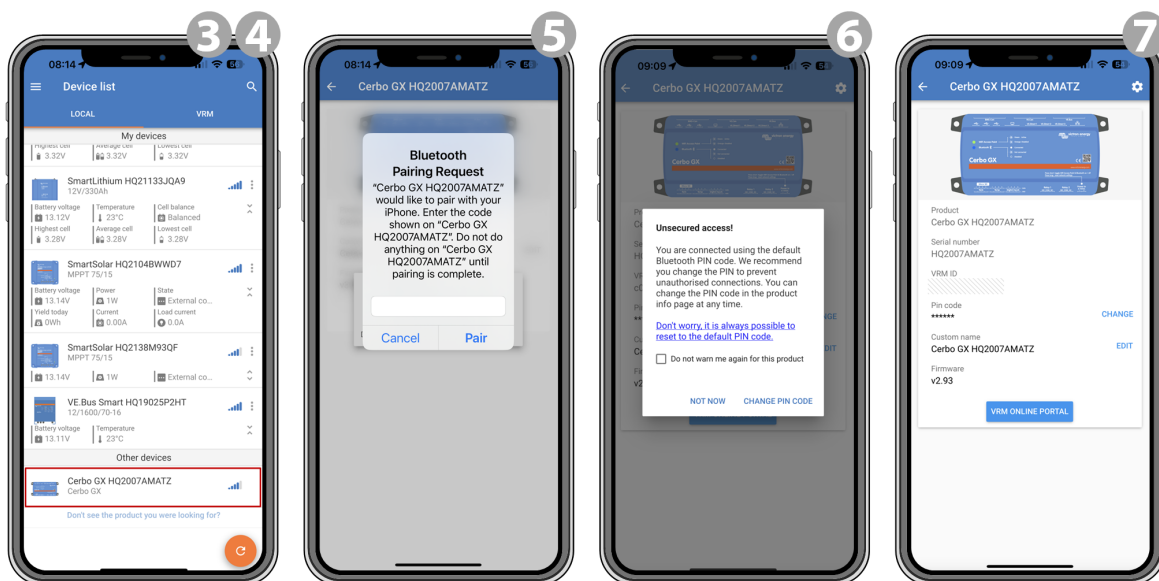 3 4
08:14
Device list
LOCAL VRM
My devices
Highest cell Average cell Lowest cell
3.32V 3.32V 3.32V
SmartLithium HQ21133JQA9
12V/330Ah
Battery voltage Temperature Cell balance
13.12V 23°C Balanced
Highest cell Average cell Lowest cell
3.28V 3.28V 3.28V
SmartSolar HQ2104BWWD7
MPPT 75/15
Battery voltage Power State
13.14V 1W External co...
Yield today Current Load current
0Wh 0.00A 0.0A
SmartSolar HQ2138M93QF
MPPT 75/15
13.14V 1W External co...
VE.Bus Smart HQ19025P2HT
12/1600/70-16
Battery voltage Temperature
13.11V 23°C
Other devices
Cerbo GX HQ2007AMATZ
Cerbo GX
Don't see the product you were looking for?
5
08:14
Cerbo GX HQ2007AMATZ
Bluetooth
Pairing Request
"Cerbo GX HQ2007AMATZ"
would like to pair with your
iPhone. Enter the code
shown on "Cerbo GX
HQ2007AMATZ". Do not do
anything on "Cerbo GX
HQ2007AMATZ" until
pairing is complete.
Cancel Pair
6
09:09
Cerbo GX HQ2007AMATZ
Cerbo GX
Unsecured access!
You are connected using the default
Bluetooth PIN code. We recommend
you change the PIN to prevent
unauthorised connections. You can
change the PIN code in the product
info page at any time.
Don't worry, it is always possible to
reset to the default PIN code.
Do not warn me again for this product
NOT NOW CHANGE PIN CODE
7
09:09
Cerbo GX HQ2007AMATZ
Cerbo GX
Product
Cerbo GX HQ2007AMATZ
Serial number
HQ2007AMATZ
VRM ID
Pin code
****** CHANGE
Custom name
Cerbo GX HQ2007AMATZ EDIT
Firmware
v2.93
VRM ONLINE PORTAL